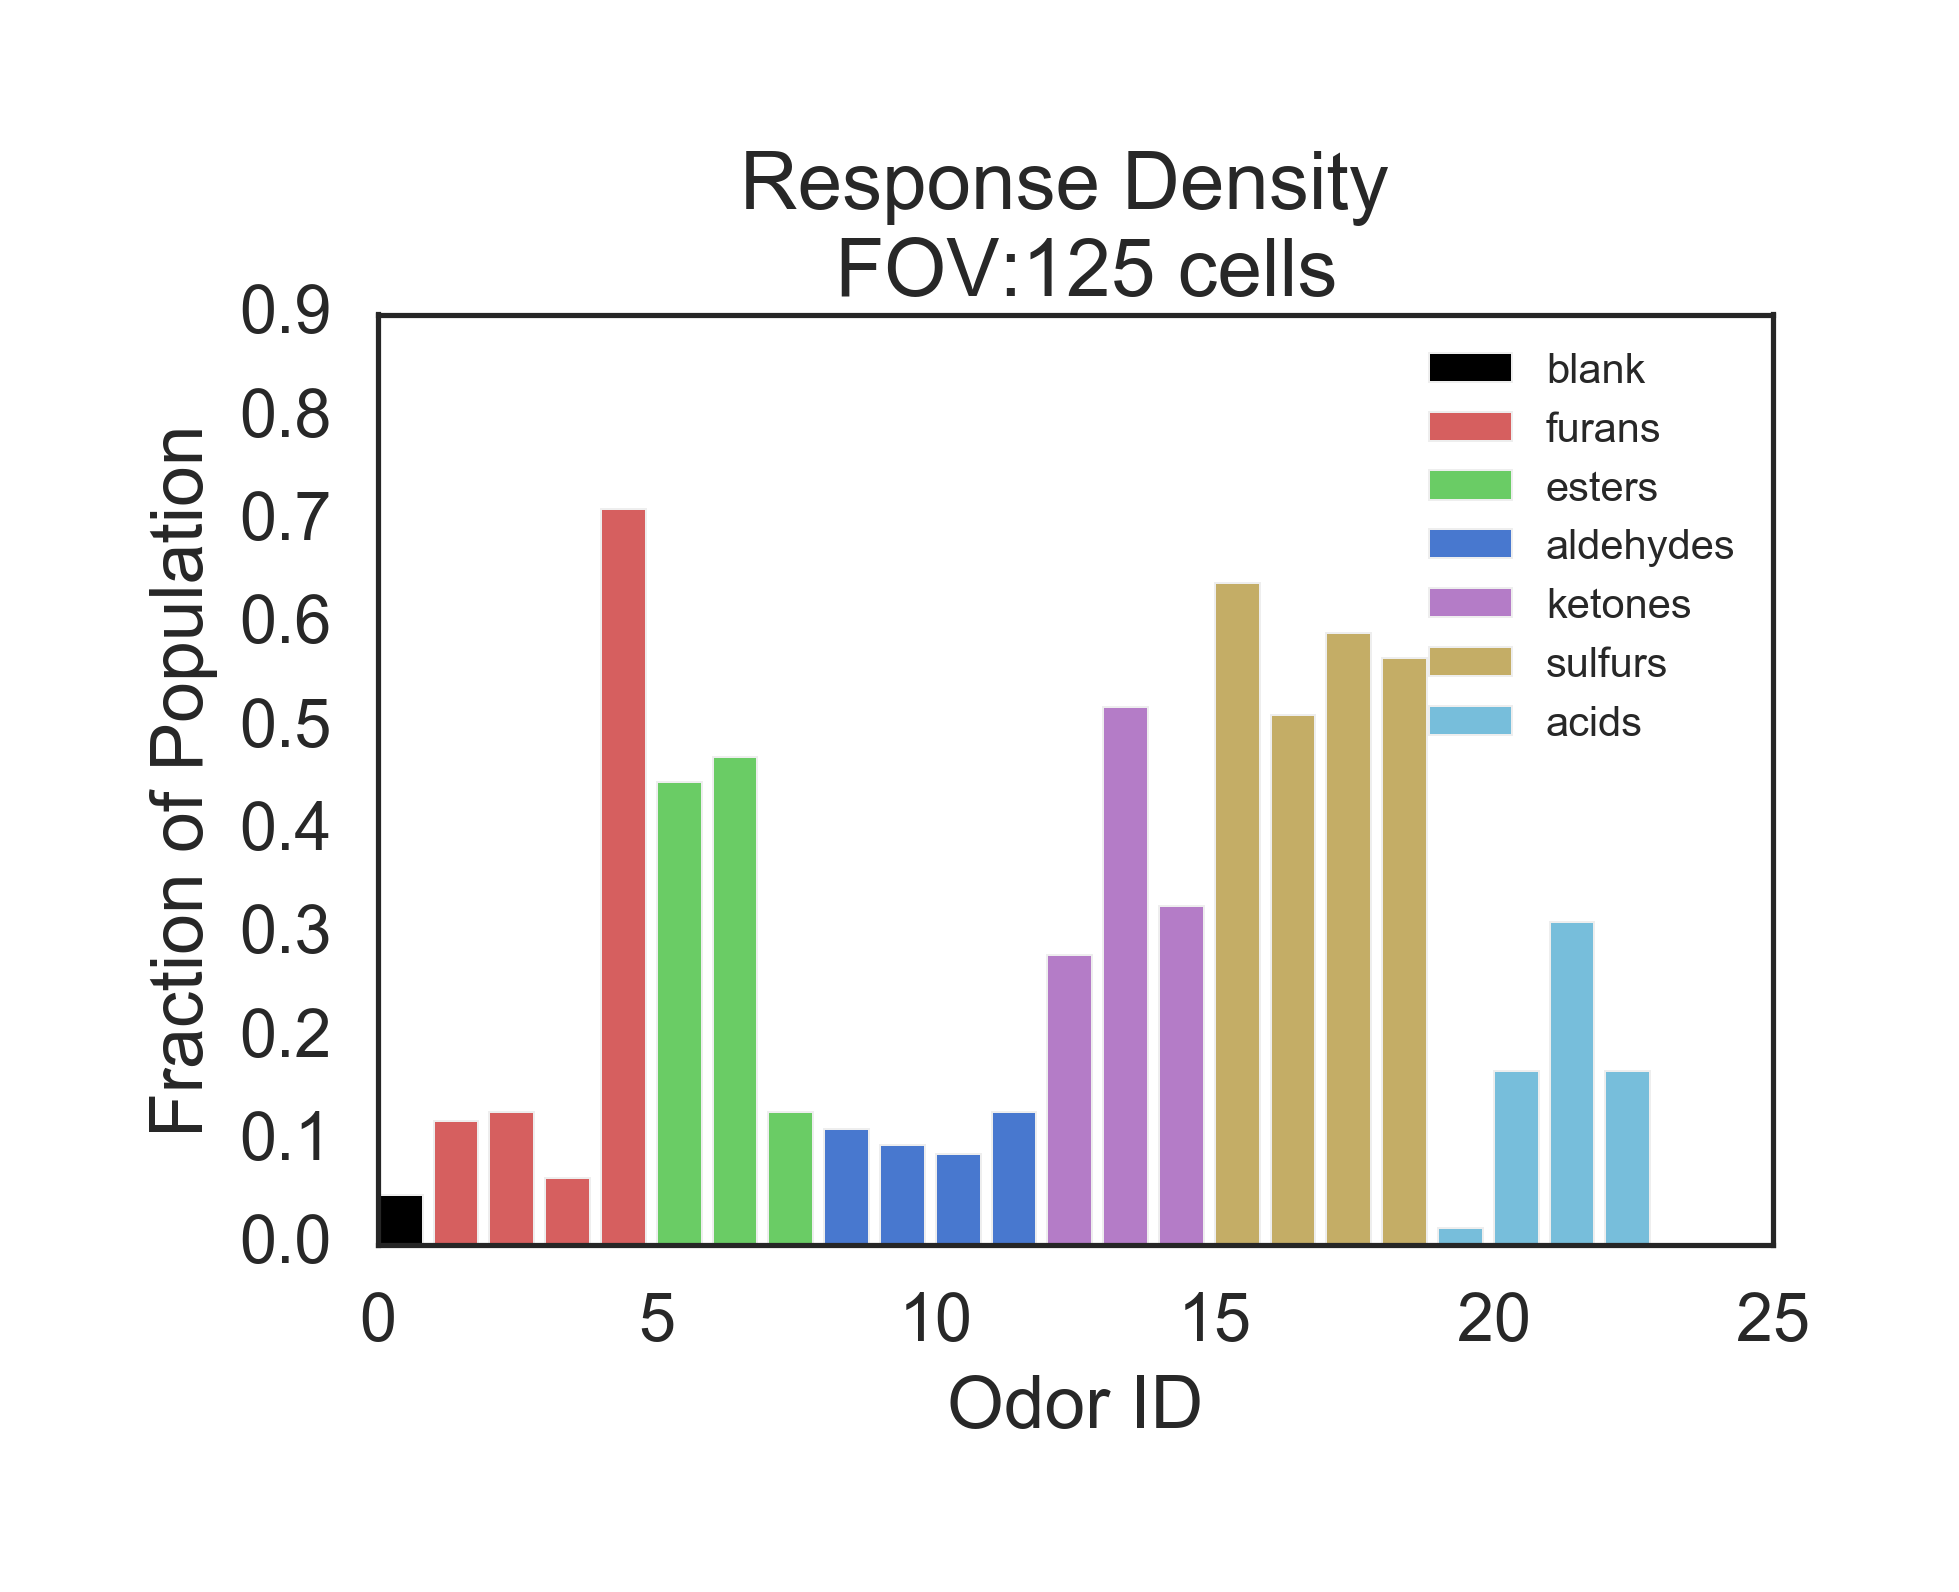 Response Density
FOV:125 cells
0.9
0.8
0.7
0.6
0.5
0.4
0.3
0.2
0.1
0.0
Fraction of Population
blank
furans
esters
aldehydes
ketones
sulfurs
acids
0 5 10 15 20 25
Odor ID